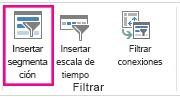 Insertar
segmenta
ción
Insertar
escala de
tiempo
Filtrar
conexiones
Filtrar